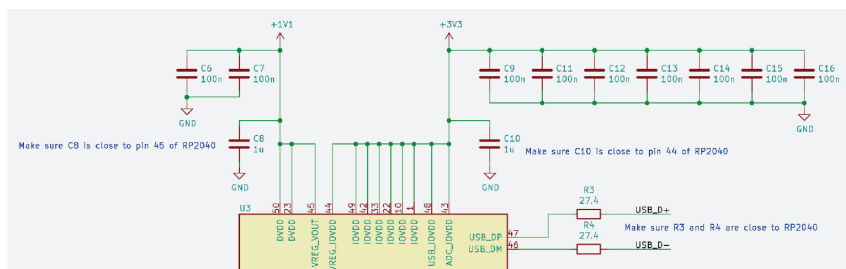 +1V1
+3V3
C6
100n
C7
100n
C9
100n
C11
100n
C12
100n
C13
100n
C14
100n
C15
100n
C16
100n
GND
GND
Make sure C8 is close to pin 45 of RP2040
C8
1u
C10
1u
Make sure C10 is close to pin 44 of RP2040
GND
GND
U3
50
23
45
44
49
42
33
22
10
1
48
43
DVDD
DVDD
VREG_VOUT
VREG_IOVDD
IOVDD
IOVDD
IOVDD
IOVDD
IOVDD
IOVDD
USB_IOVDD
ADC_IOVDD
R3
27.4
USB_D+
Make sure R3 and R4 are close to RP2040
USB_DP
47
USB_DM
46
R4
27.4
USB_D-